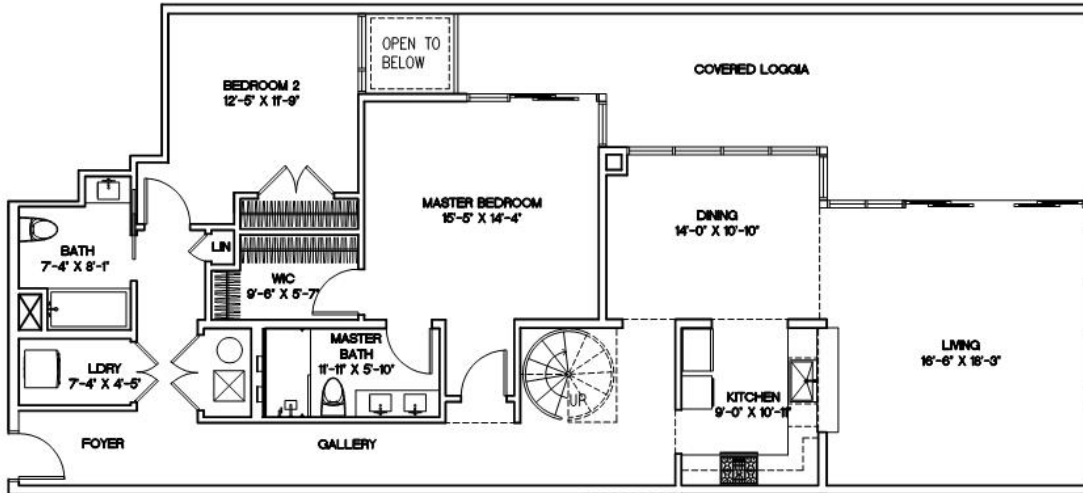 OPEN TO
BELOW
COVERED LOGGIA
BEDROOM 2
12'-5" X 11'-9"
MASTER BEDROOM
15'-5" X 14'-4"
DINING
14'-0" X 10'-10"
BATH
7'-4" X 8'-1"
LIN
WIC
9'-6" X 5'-7"
MASTER
BATH
11'-11" X 5'-10"
LDRY
7'-4" X 4'-5"
LIVING
16'-6" X 18'-3"
UR
KITCHEN
9'-0" X 10'-11"
FOYER
GALLERY